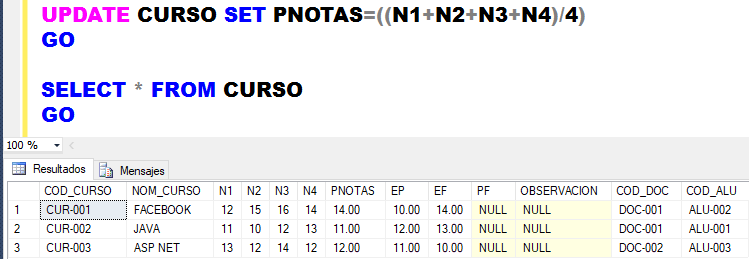 UPDATE CURSO SET PNOTAS=((N1+N2+N3+N4)/4)
GO
SELECT * FROM CURSO
GO
100 %
Resultados Mensajes
COD_CURSO NOM_CURSO N1 N2 N3 N4 PNOTAS EP EF PF OBSERVACION COD_DOC COD_ALU
1 CUR-001 FACEBOOK 12 15 16 14 14.00 10.00 14.00 NULL NULL DOC-001 ALU-002
2 CUR-002 JAVA 11 10 12 13 11.00 12.00 13.00 NULL NULL DOC-001 ALU-001
3 CUR-003 ASP NET 13 12 14 12 12.00 11.00 10.00 NULL NULL DOC-002 ALU-003